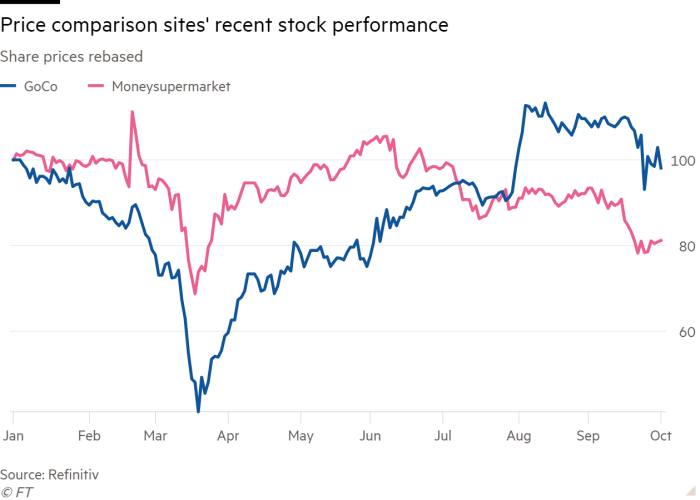 Price comparison sites' recent stock performance
Share prices rebased
GoCo Moneysupermarket
100
80
60
Jan Feb Mar Apr May Jun Jul Aug Sep Oct
Source: Refinitiv
© FT